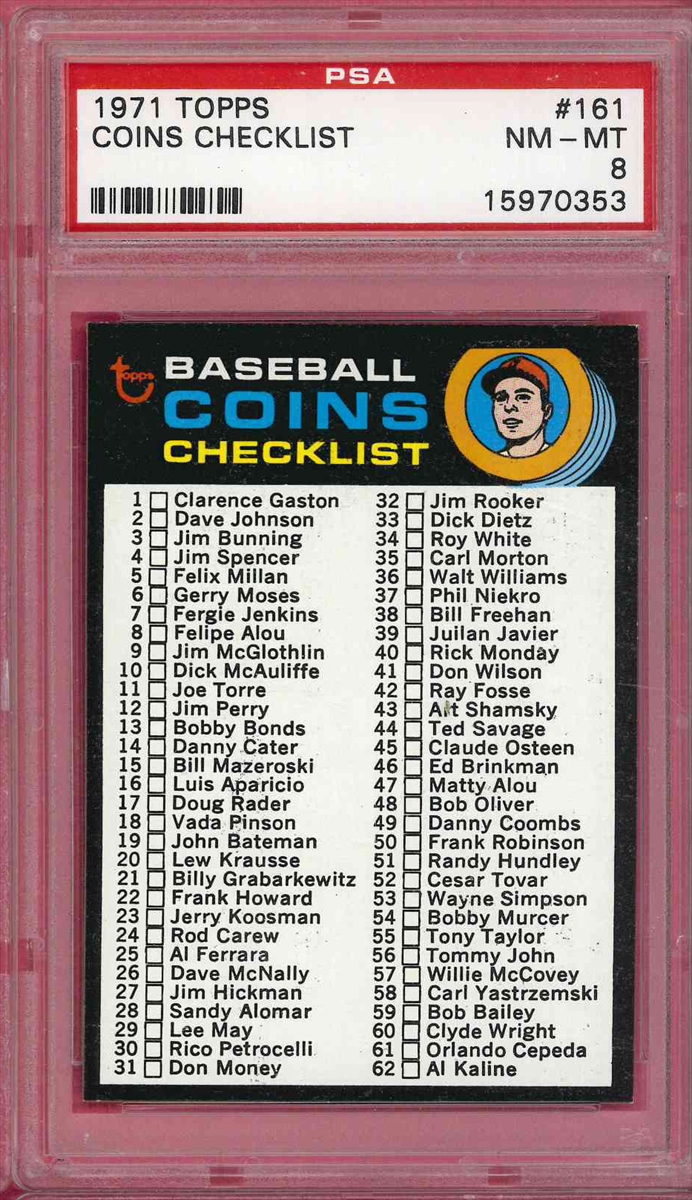 PSA
1971 TOPPS #161
COINS CHECKLIST NM-MT
8
15970353
Topps
BASEBALL
COINS
CHECKLIST
1 Clarence Gaston
2 Dave Johnson
3 Jim Bunning
4 Jim Spencer
5 Felix Millan
6 Gerry Moses
7 Fergie Jenkins
8 Felipe Alou
9 Jim McGlothlin
10 Dick McAuliffe
11 Joe Torre
12 Jim Perry
13 Bobby Bonds
14 Danny Cater
15 Bill Mazeroski
16 Luis Aparicio
17 Doug Rader
18 Vada Pinson
19 John Bateman
20 Lew Krausse
21 Billy Grabarkewitz
22 Frank Howard
23 Jerry Koosman
24 Rod Carew
25 Al Ferrara
26 Dave McNally
27 Jim Hickman
28 Sandy Alomar
29 Lee May
30 Rico Petrocelli
31 Don Money
32 Jim Rooker
33 Dick Dietz
34 Roy White
35 Carl Morton
36 Walt Williams
37 Phil Niekro
38 Bill Freehan
39 Juilan Javier
40 Rick Monday
41 Don Wilson
42 Ray Fosse
43 Art Shamsky
44 Ted Savage
45 Claude Osteen
46 Ed Brinkman
47 Matty Alou
48 Bob Oliver
49 Danny Coombs
50 Frank Robinson
51 Randy Hundley
52 Cesar Tovar
53 Wayne Simpson
54 Bobby Murcer
55 Tony Taylor
56 Tommy John
57 Willie McCovey
58 Carl Yastrzemski
59 Bob Bailey
60 Clyde Wright
61 Orlando Cepeda
62 Al Kaline